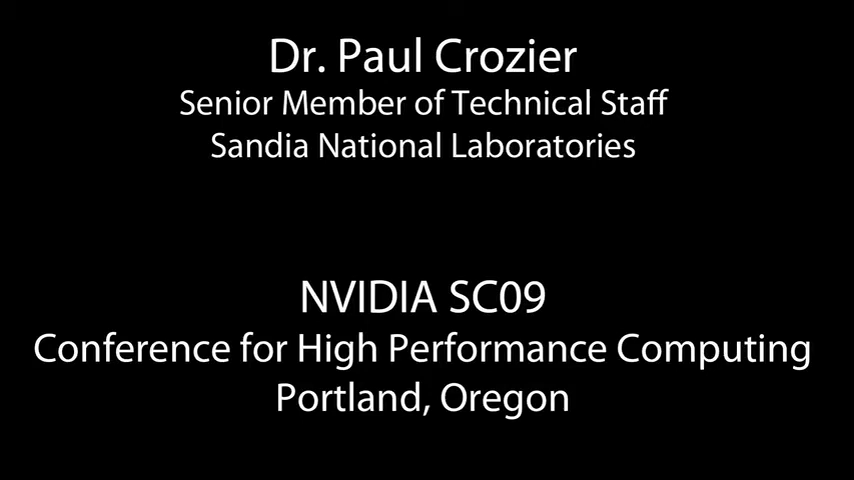 Dr. Paul Crozier
Senior Member of Technical Staff
Sandia National Laboratories
NVIDIA SC09
Conference for High Performance Computing
Portland, Oregon